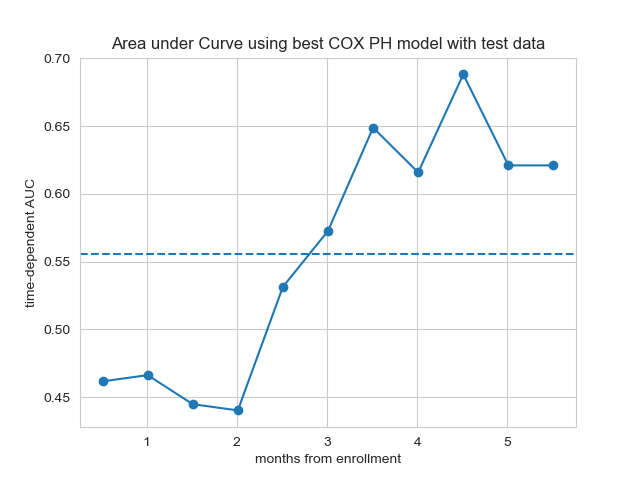 Area under Curve using best COX PH model with test data
time-dependent AUC
0.70
0.65
0.60
0.55
0.50
0.45
1 2 3 4 5
months from enrollment